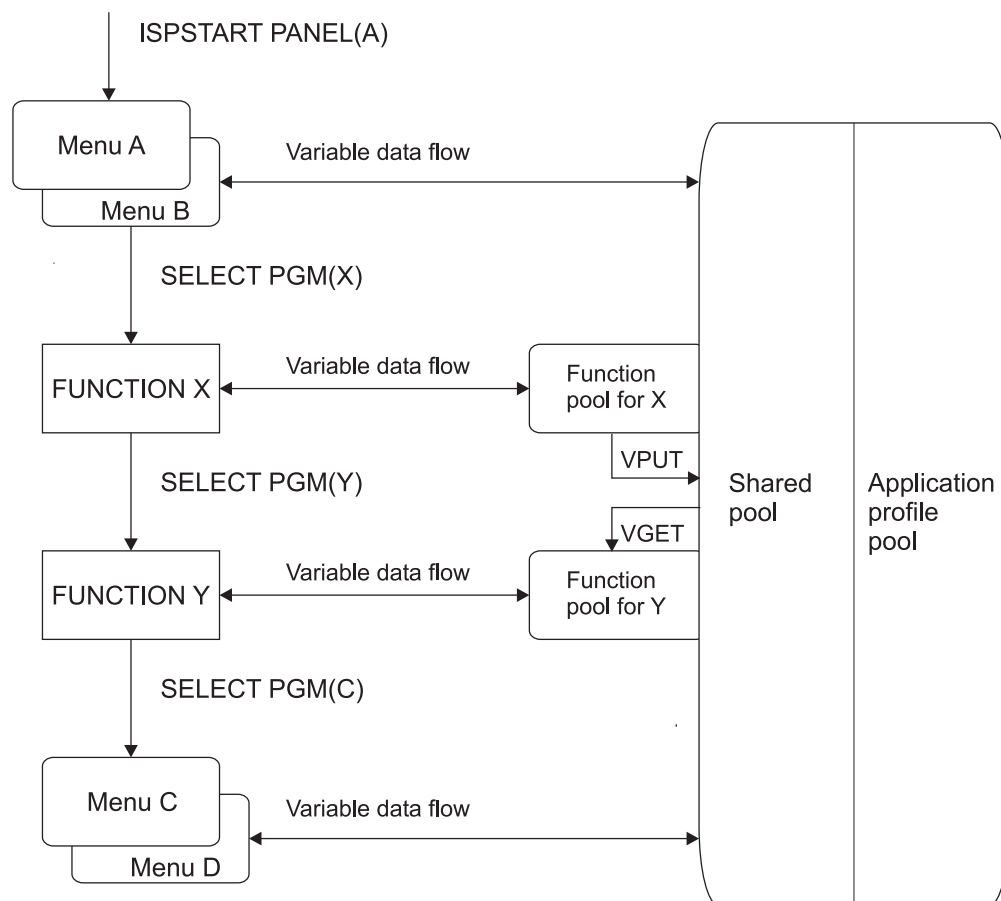 ISPSTART PANEL(A)
Menu A
Menu B
Variable data flow
SELECT PGM(X)
FUNCTION X
Variable data flow
Function
pool for X
VPUT
SELECT PGM(Y)
Shared
pool
Application
profile
pool
VGET
FUNCTION Y
Variable data flow
Function
pool for Y
SELECT PGM(C)
Menu C
Menu D
Variable data flow